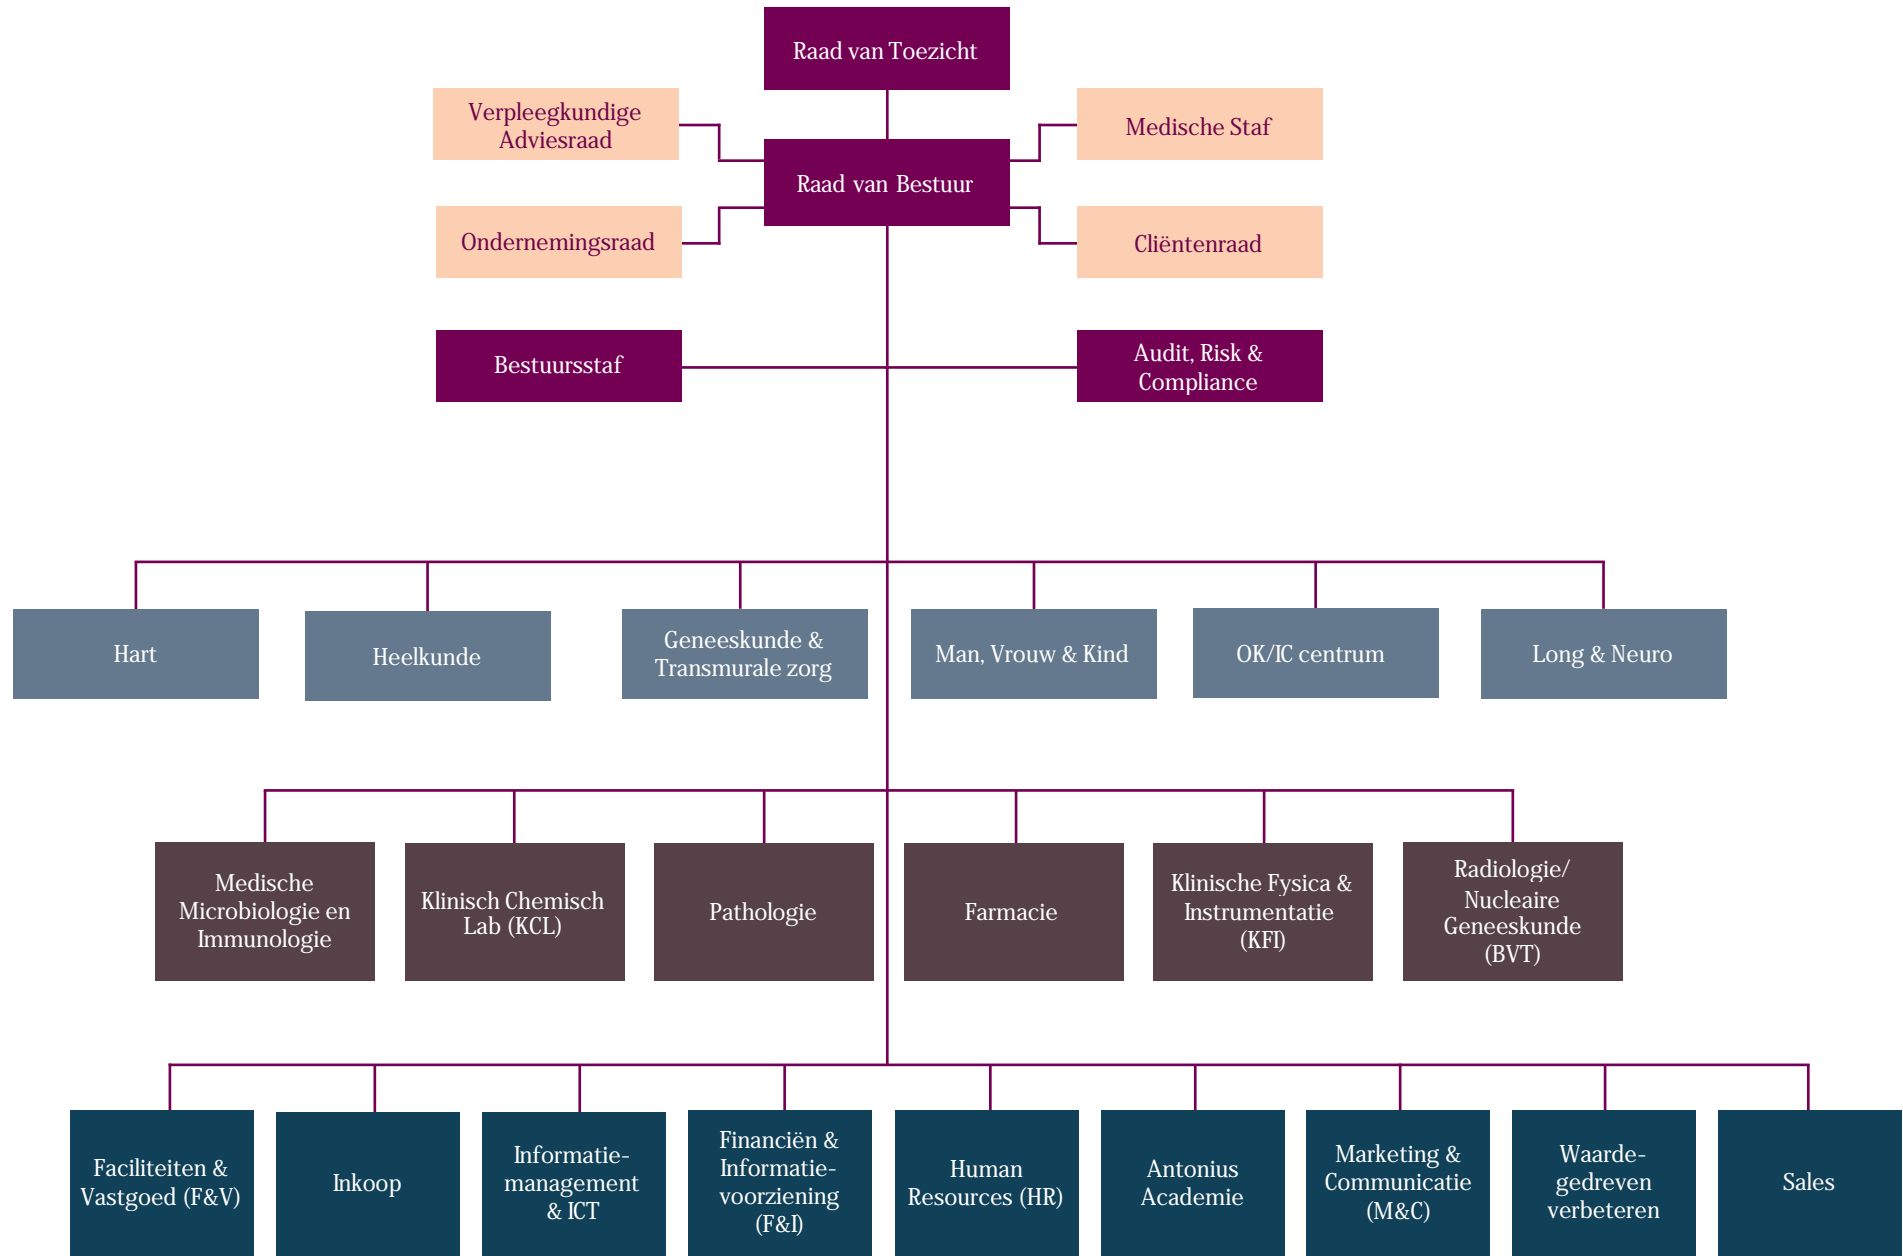 Raad van Toezicht
Verpleegkundige
Adviesraad
Medische Staf
Raad van Bestuur
Ondernemingsraad
Cliëntenraad
Bestuursstaf
Audit, Risk &
Compliance
Hart
Heelkunde
Geneeskunde &
Transmurale zorg
Man, Vrouw & Kind
OK/IC centrum
Long & Neuro
Medische
Microbiologie en
Immunologie
Klinisch Chemisch
Lab (KCL)
Pathologie
Farmacie
Klinische Fysica &
Instrumentatie
(KFI)
Radiologie/
Nucleaire
Geneeskunde
(BVT)
Faciliteiten &
Vastgoed (F&V)
Inkoop
Informatie-
management
& ICT
Financiën &
Informatie-
voorziening
(F&I)
Human
Resources (HR)
Antonius
Academie
Marketing &
Communicatie
(M&C)
Waarde-
gedreven
verbeteren
Sales